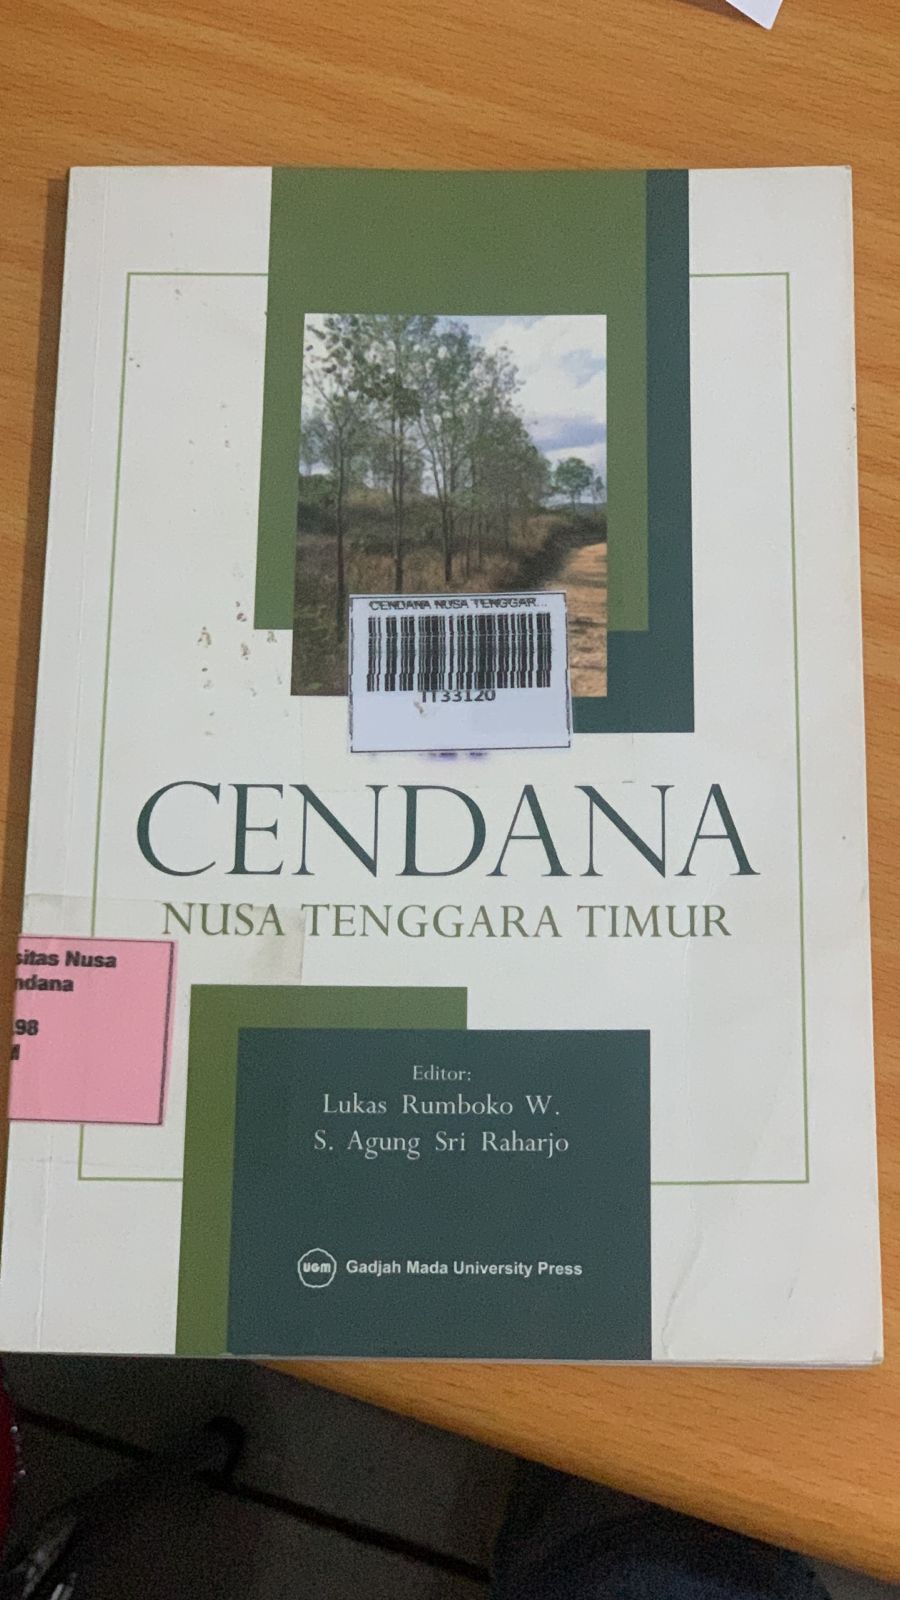 CENDANA NUSA TENGGAR...
IT33120
CENDANA
NUSA TENGGARA TIMUR
sitas Nusa
ndana
98
Editor:
Lukas Rumboko W.
S. Agung Sri Raharjo
UGM Gadjah Mada University Press